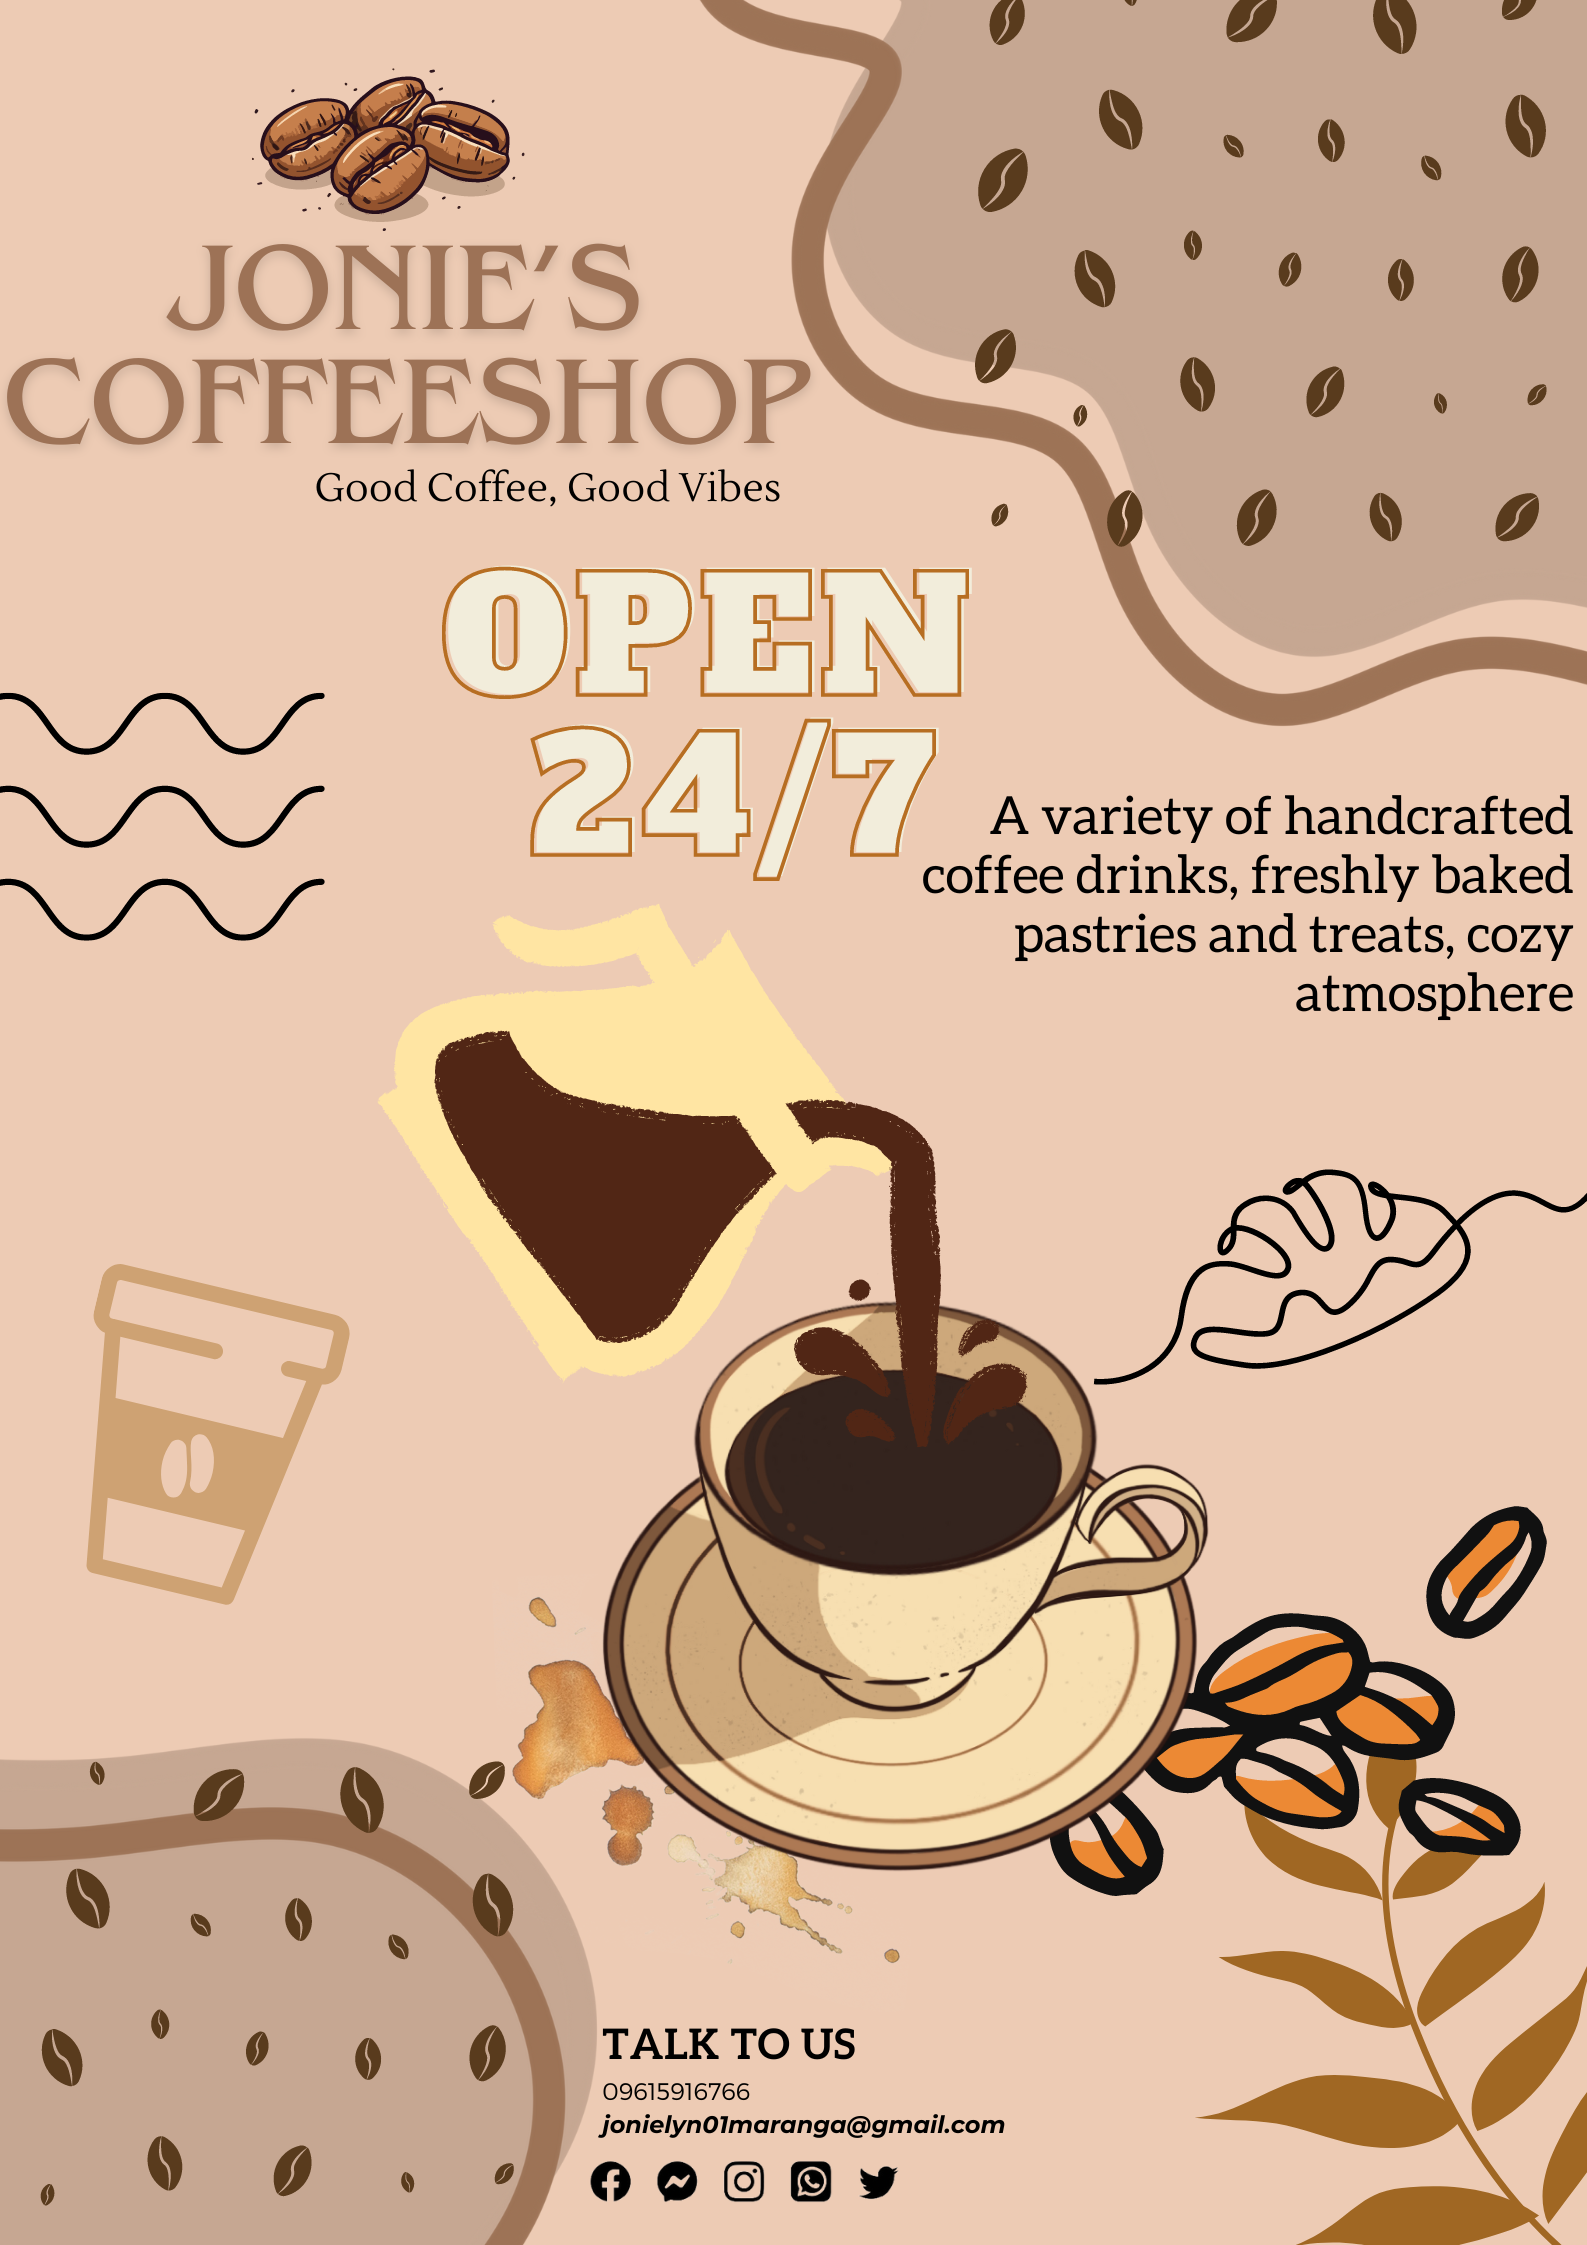 JONIE'S
COFFEESHOP
Good Coffee, Good Vibes
OPEN
24/7
A variety of handcrafted
coffee drinks, freshly baked
pastries and treats, cozy
atmosphere
TALK TO US
09615916766
jonielyn01maranga@gmail.com